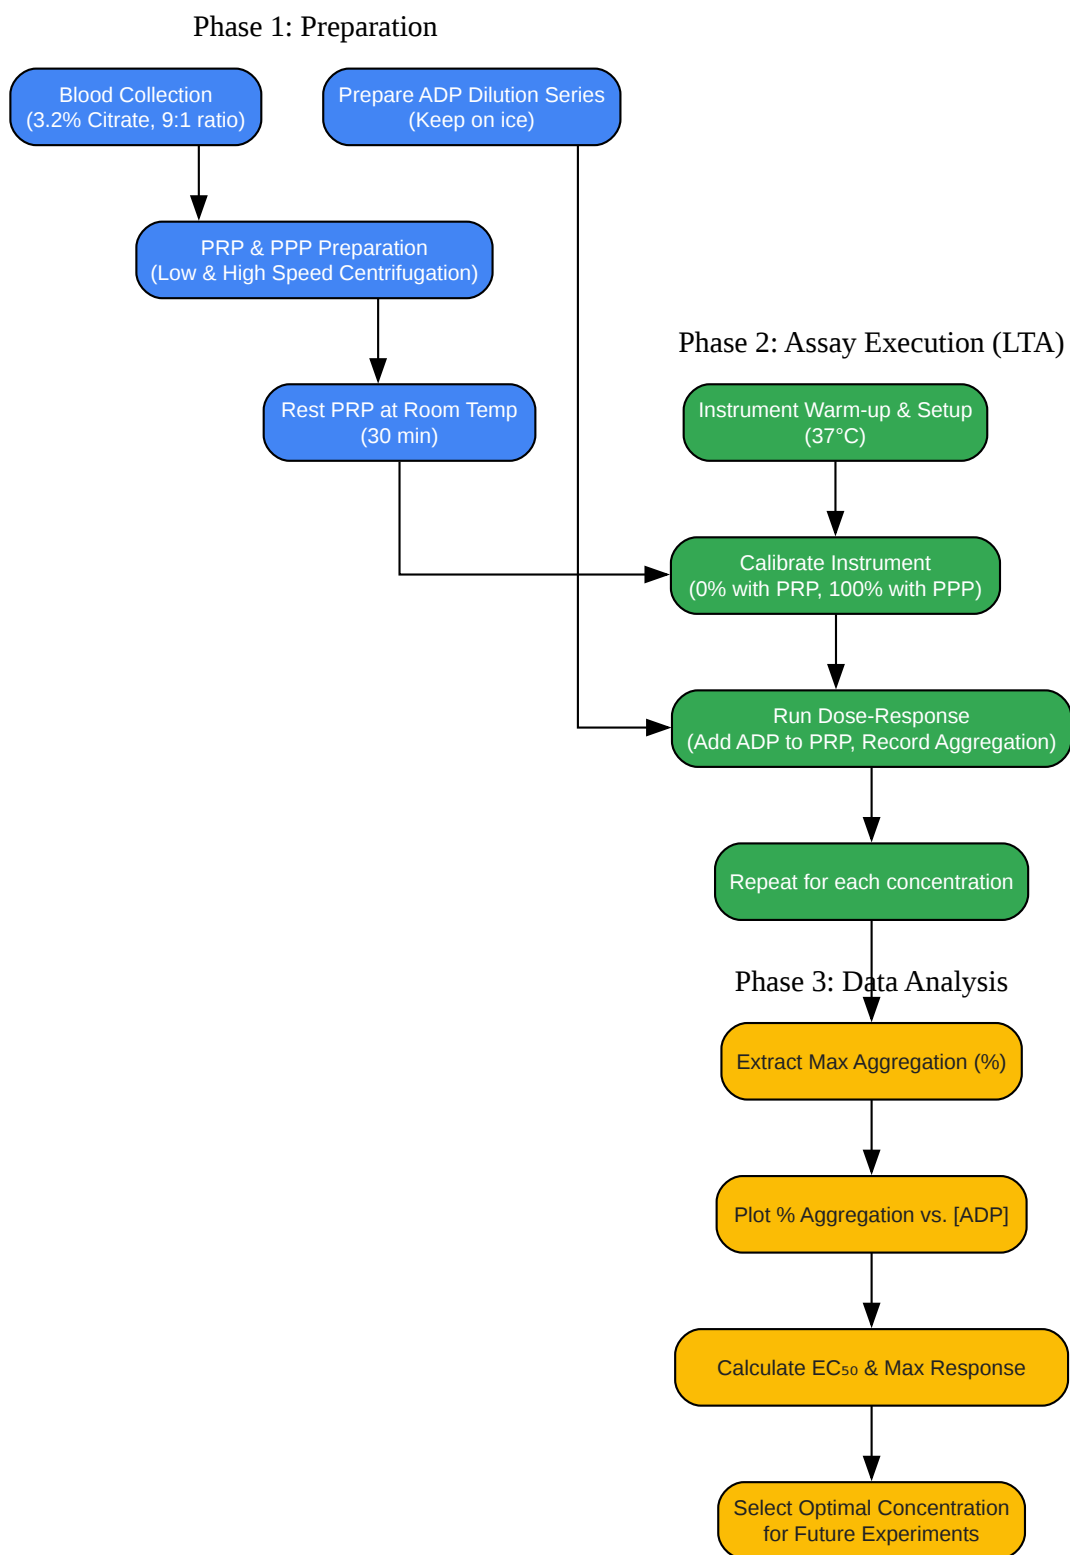 Phase 1: Preparation
Blood Collection
(3.2% Citrate, 9:1 ratio)
Prepare ADP Dilution Series
(Keep on ice)
PRP & PPP Preparation
(Low & High Speed Centrifugation)
Rest PRP at Room Temp
(30 min)
Phase 2: Assay Execution (LTA)
Instrument Warm-up & Setup
(37°C)
Calibrate Instrument
(0% with PRP, 100% with PPP)
Run Dose-Response
(Add ADP to PRP, Record Aggregation)
Repeat for each concentration
Phase 3: Data Analysis
Extract Max Aggregation (%)
Plot % Aggregation vs. [ADP]
Calculate EC₅₀ & Max Response
Select Optimal Concentration
for Future Experiments